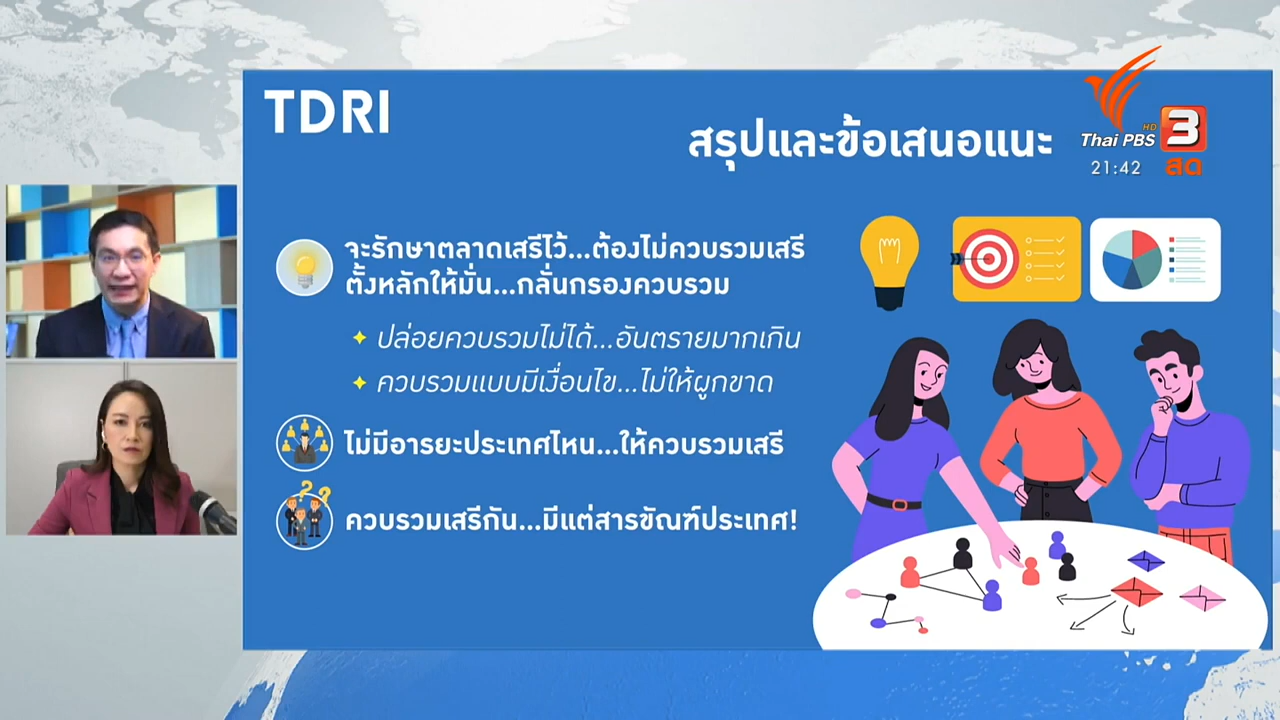 TDRI
สรุปและข้อเสนอแนะ
Thai PBS HD 3
21:42 สด
จะรักษาตลาดเสรีไว้...ต้องไม่ควบรวมเสรี
ตั้งหลักให้มั่น...กลั่นกรองควบรวม
ปล่อยควบรวมไม่ได้...อันตรายมากเกิน
ควบรวมแบบมีเงื่อนไข...ไม่ให้ผูกขาด
ไม่มีอารยะประเทศไหน...ให้ควบรวมเสรี
ควบรวมเสรีกัน...มีแต่สารขัณฑ์ประเทศ!